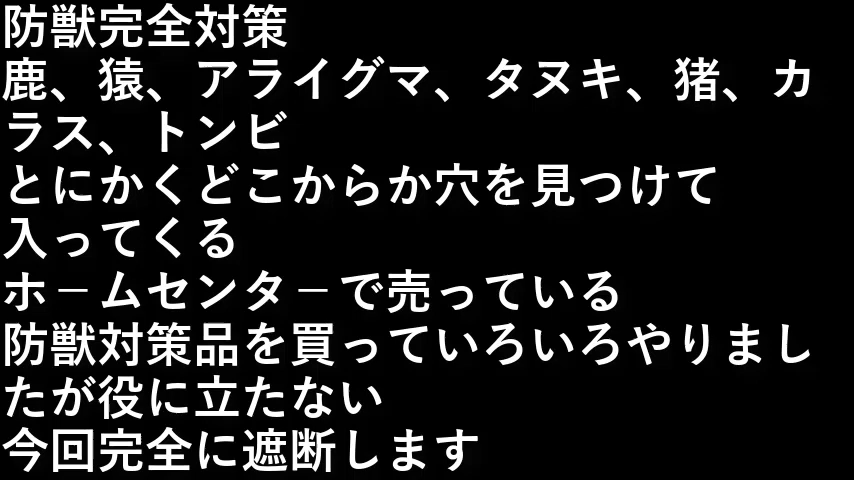 防獣完全対策
鹿、猿、アライグマ、タヌキ、猪、カ
ラス、トンビ
とにかくどこからか穴を見つけて
入ってくる
ホ－ムセンタ－で売っている
防獣対策品を買っていろいろやりまし
たが役に立たない
今回完全に遮断します